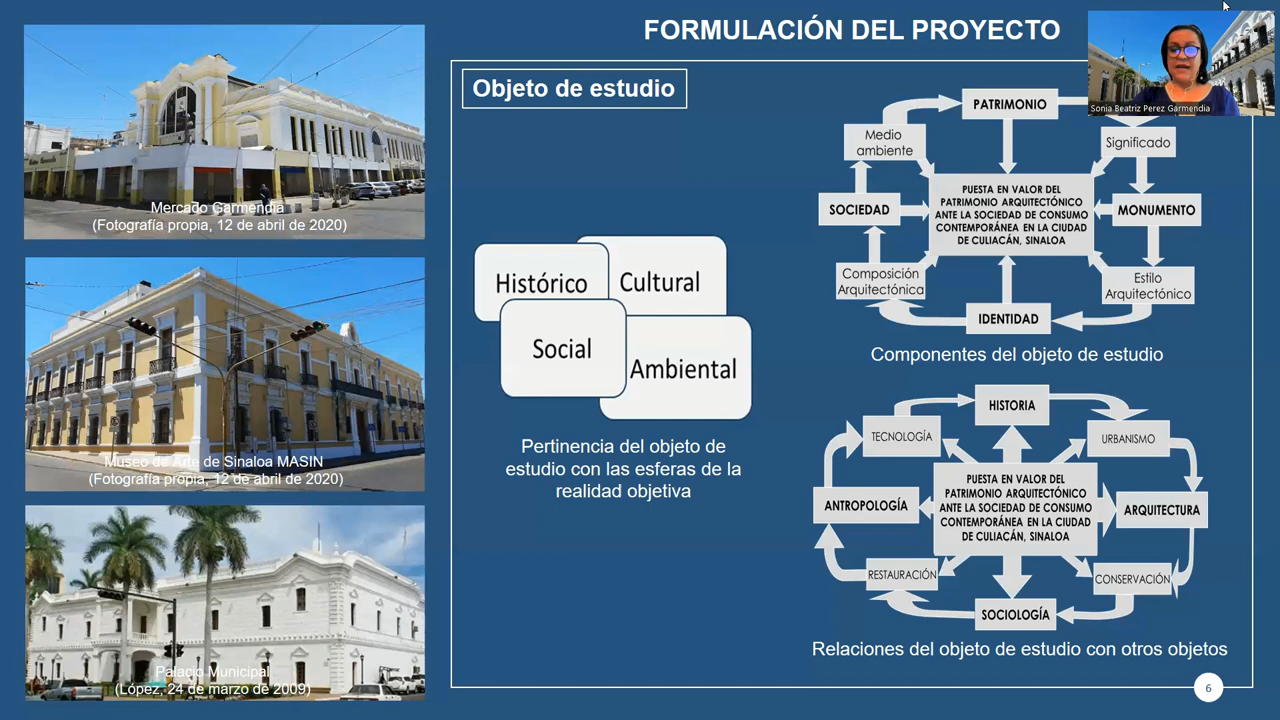 FORMULACIÓN DEL PROYECTO
Sonia Beatriz Perez Garmendia
Objeto de estudio
Mercado Garmendia
(Fotografía propia, 12 de abril de 2020)
Museo de Arte de Sinaloa MASIN
(Fotografía propia, 12 de abril de 2020)
Palacio Municipal
(López, 24 de marzo de 2009)
Histórico
Cultural
Social
Ambiental
Pertinencia del objeto de
estudio con las esferas de la
realidad objetiva
PATRIMONIO
Medio
ambiente
Significado
SOCIEDAD
PUESTA EN VALOR DEL
PATRIMONIO ARQUITECTÓNICO
ANTE LA SOCIEDAD DE CONSUMO
CONTEMPORÁNEA EN LA CIUDAD
DE CULIACÁN, SINALOA
MONUMENTO
Composición
Arquitectónica
Estilo
Arquitectónico
IDENTIDAD
Componentes del objeto de estudio
HISTORIA
TECNOLOGÍA
URBANISMO
ANTROPOLOGÍA
PUESTA EN VALOR DEL
PATRIMONIO ARQUITECTÓNICO
ANTE LA SOCIEDAD DE CONSUMO
CONTEMPORÁNEA EN LA CIUDAD
DE CULIACÁN, SINALOA
ARQUITECTURA
RESTAURACIÓN
CONSERVACIÓN
SOCIOLOGÍA
Relaciones del objeto de estudio con otros objetos
6